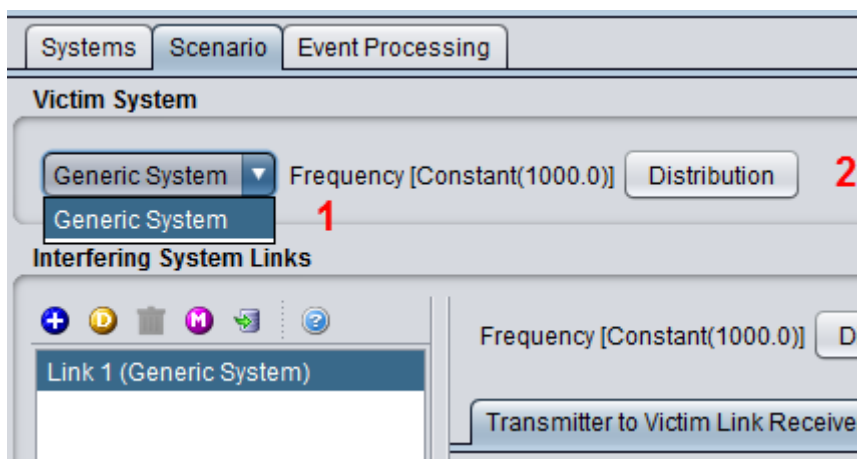 Systems Scenario Event Processing
Victim System
Generic System Frequency [Constant(1000.0)] Distribution 2
Generic System 1
Interfering System Links
D M ?
Frequency [Constant(1000.0)] D
Link 1 (Generic System)
Transmitter to Victim Link Receive